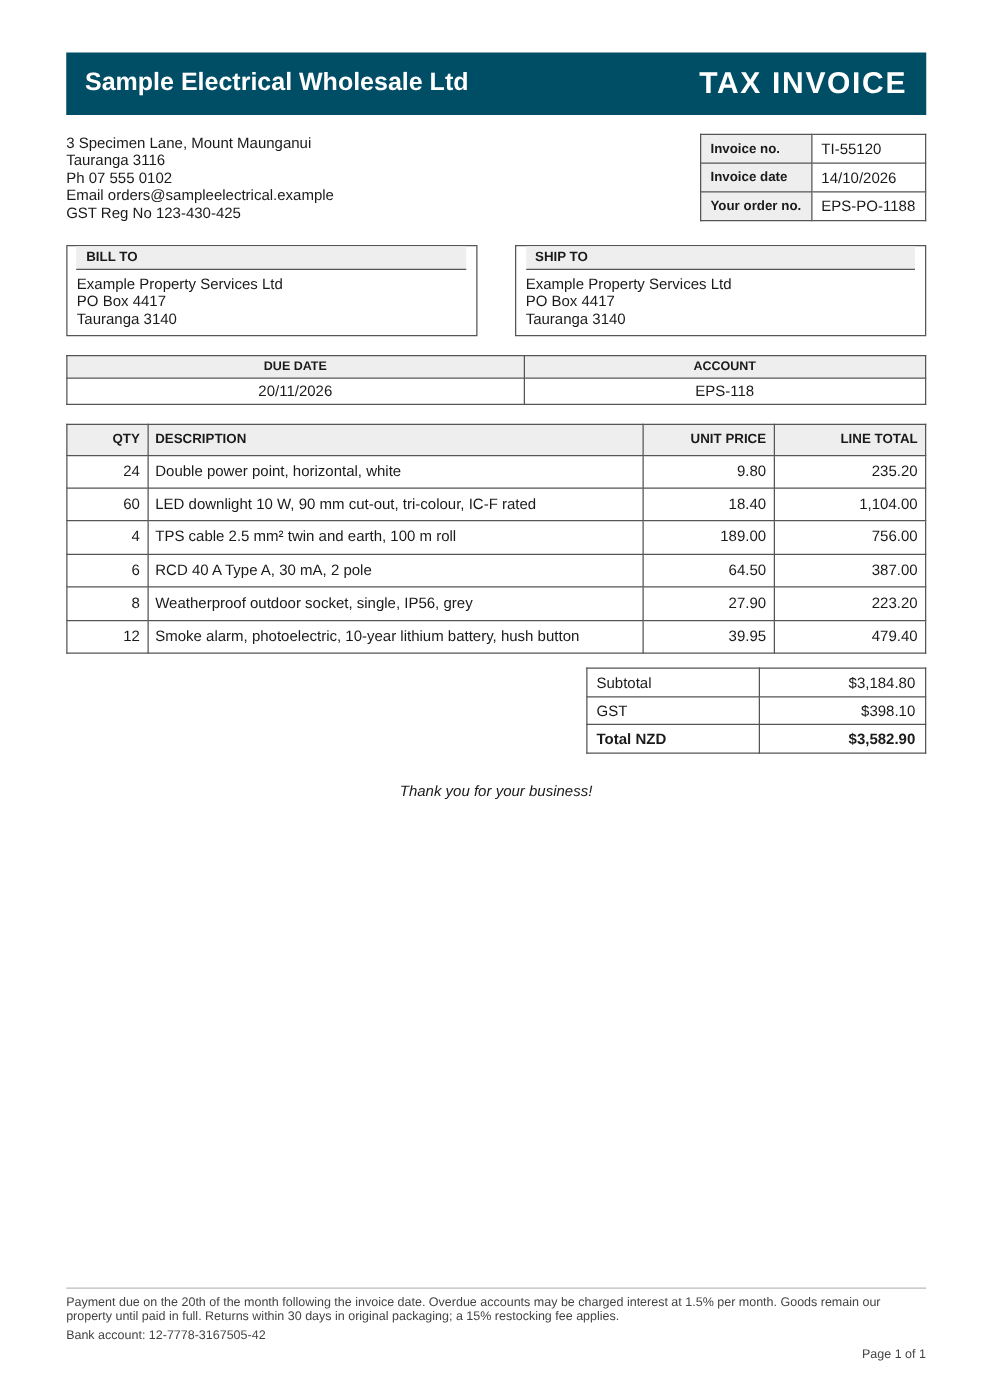 Sample Electrical Wholesale Ltd
TAX INVOICE
3 Specimen Lane, Mount Maunganui
Tauranga 3116
Ph 07 555 0102
Email orders@sampleelectrical.example
GST Reg No 123-430-425
Invoice no. TI-55120
Invoice date 14/10/2026
Your order no. EPS-PO-1188
BILL TO
Example Property Services Ltd
PO Box 4417
Tauranga 3140
SHIP TO
Example Property Services Ltd
PO Box 4417
Tauranga 3140
DUE DATE ACCOUNT
20/11/2026 EPS-118
QTY DESCRIPTION UNIT PRICE LINE TOTAL
24 Double power point, horizontal, white 9.80 235.20
60 LED downlight 10 W, 90 mm cut-out, tri-colour, IC-F rated 18.40 1,104.00
4 TPS cable 2.5 mm² twin and earth, 100 m roll 189.00 756.00
6 RCD 40 A Type A, 30 mA, 2 pole 64.50 387.00
8 Weatherproof outdoor socket, single, IP56, grey 27.90 223.20
12 Smoke alarm, photoelectric, 10-year lithium battery, hush button 39.95 479.40
Subtotal $3,184.80
GST $398.10
Total NZD $3,582.90
Thank you for your business!
Payment due on the 20th of the month following the invoice date. Overdue accounts may be charged interest at 1.5% per month. Goods remain our
property until paid in full. Returns within 30 days in original packaging; a 15% restocking fee applies.
Bank account: 12-7778-3167505-42
Page 1 of 1